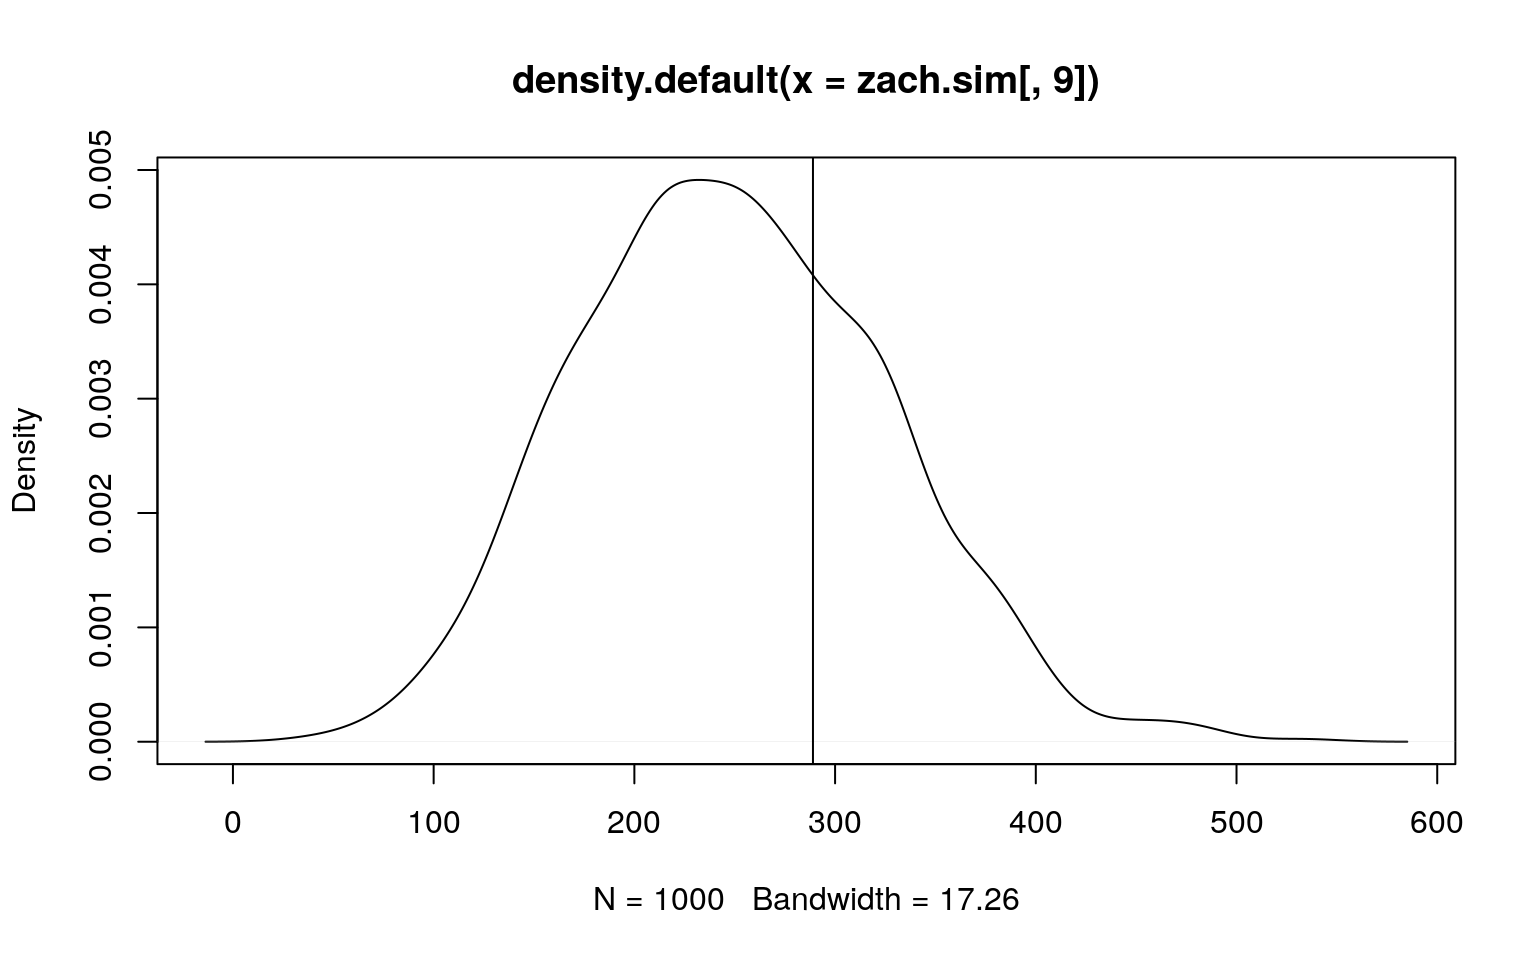 density.default(x = zach.sim[, 9])
Density
0.005
0.004
0.003
0.002
0.001
0.000
0 100 200 300 400 500 600
N = 1000 Bandwidth = 17.26